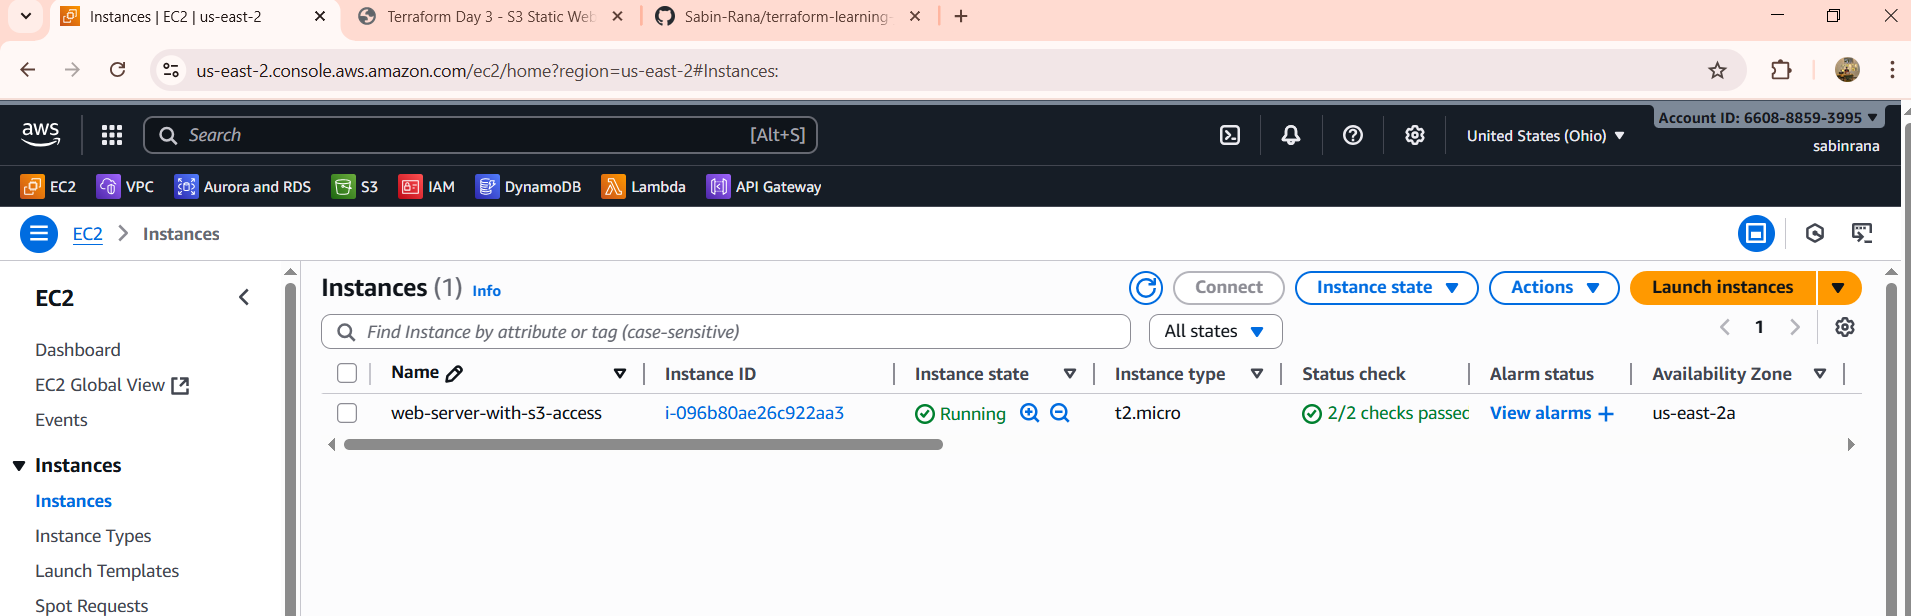 Instances | EC2 | us-east-2
Terraform Day 3 - S3 Static Web
Sabin-Rana/terraform-learning-
us-east-2.console.aws.amazon.com/ec2/home?region=us-east-2#Instances:
aws
Search
[Alt+S]
United States (Ohio)
Account ID: 6608-8859-3995
sabinrana
EC2
VPC
Aurora and RDS
S3
IAM
DynamoDB
Lambda
API Gateway
EC2
Instances
EC2
Dashboard
EC2 Global View
Events
Instances
Instances
Instance Types
Launch Templates
Spot Requests
Instances (1) Info
Connect
Instance state
Actions
Launch instances
Find Instance by attribute or tag (case-sensitive)
All states
1
Name Instance ID Instance state Instance type Status check Alarm status Availability Zone
web-server-with-s3-access i-096b80ae26c922aa3 Running t2.micro 2/2 checks passec View alarms + us-east-2a